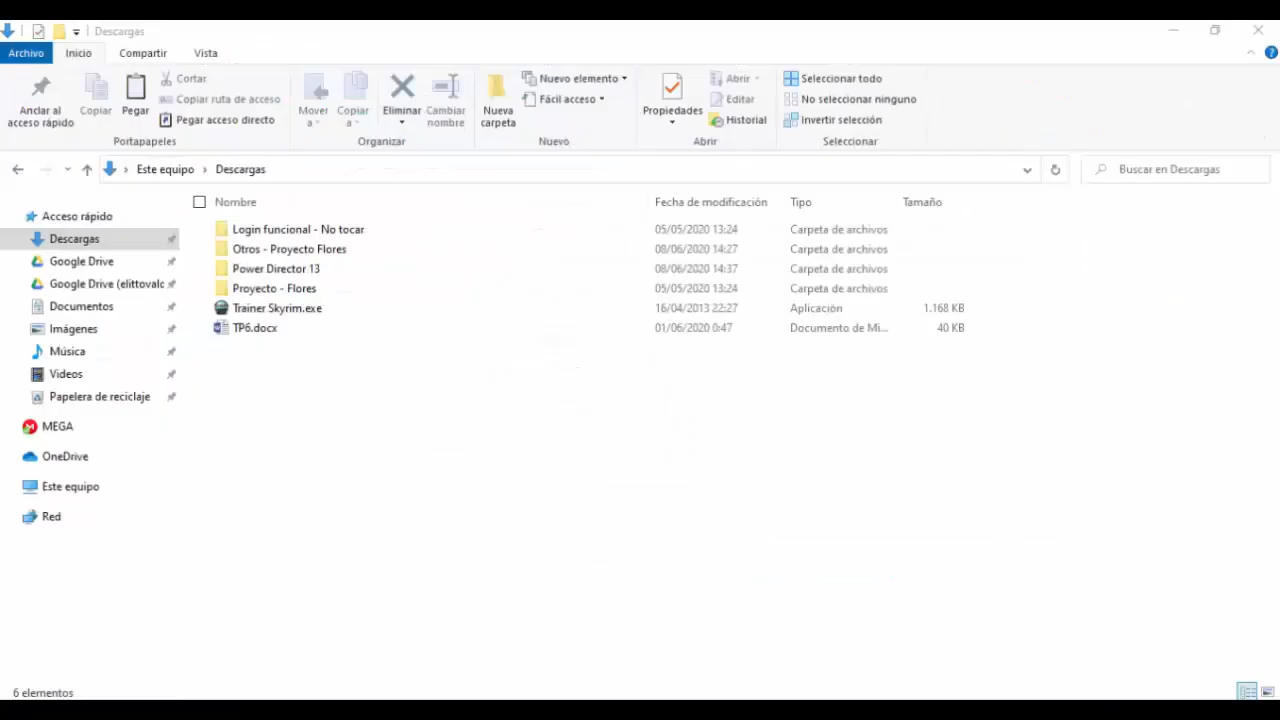 Descargas
Archivo Inicio Compartir Vista
Anclar al acceso rápido
Copiar
Pegar
Cortar
Copiar ruta de acceso
Pegar acceso directo
Portapapeles
Mover a
Copiar a
Eliminar
Cambiar nombre
Organizar
Nueva carpeta
Nuevo elemento
Fácil acceso
Nuevo
Propiedades
Abrir
Editar
Historial
Abrir
Seleccionar todo
No seleccionar ninguno
Invertir selección
Seleccionar
Este equipo › Descargas
Buscar en Descargas
Acceso rápido
Descargas
Google Drive
Google Drive (elittovalc
Documentos
Imágenes
Música
Videos
Papelera de reciclaje
MEGA
OneDrive
Este equipo
Red
Nombre Fecha de modificación Tipo Tamaño
Login funcional - No tocar 05/05/2020 13:24 Carpeta de archivos
Otros - Proyecto Flores 08/06/2020 14:27 Carpeta de archivos
Power Director 13 08/06/2020 14:37 Carpeta de archivos
Proyecto - Flores 05/05/2020 13:24 Carpeta de archivos
Trainer Skyrim.exe 16/04/2013 22:27 Aplicación 1.168 KB
TP6.docx 01/06/2020 0:47 Documento de Mi... 40 KB
6 elementos